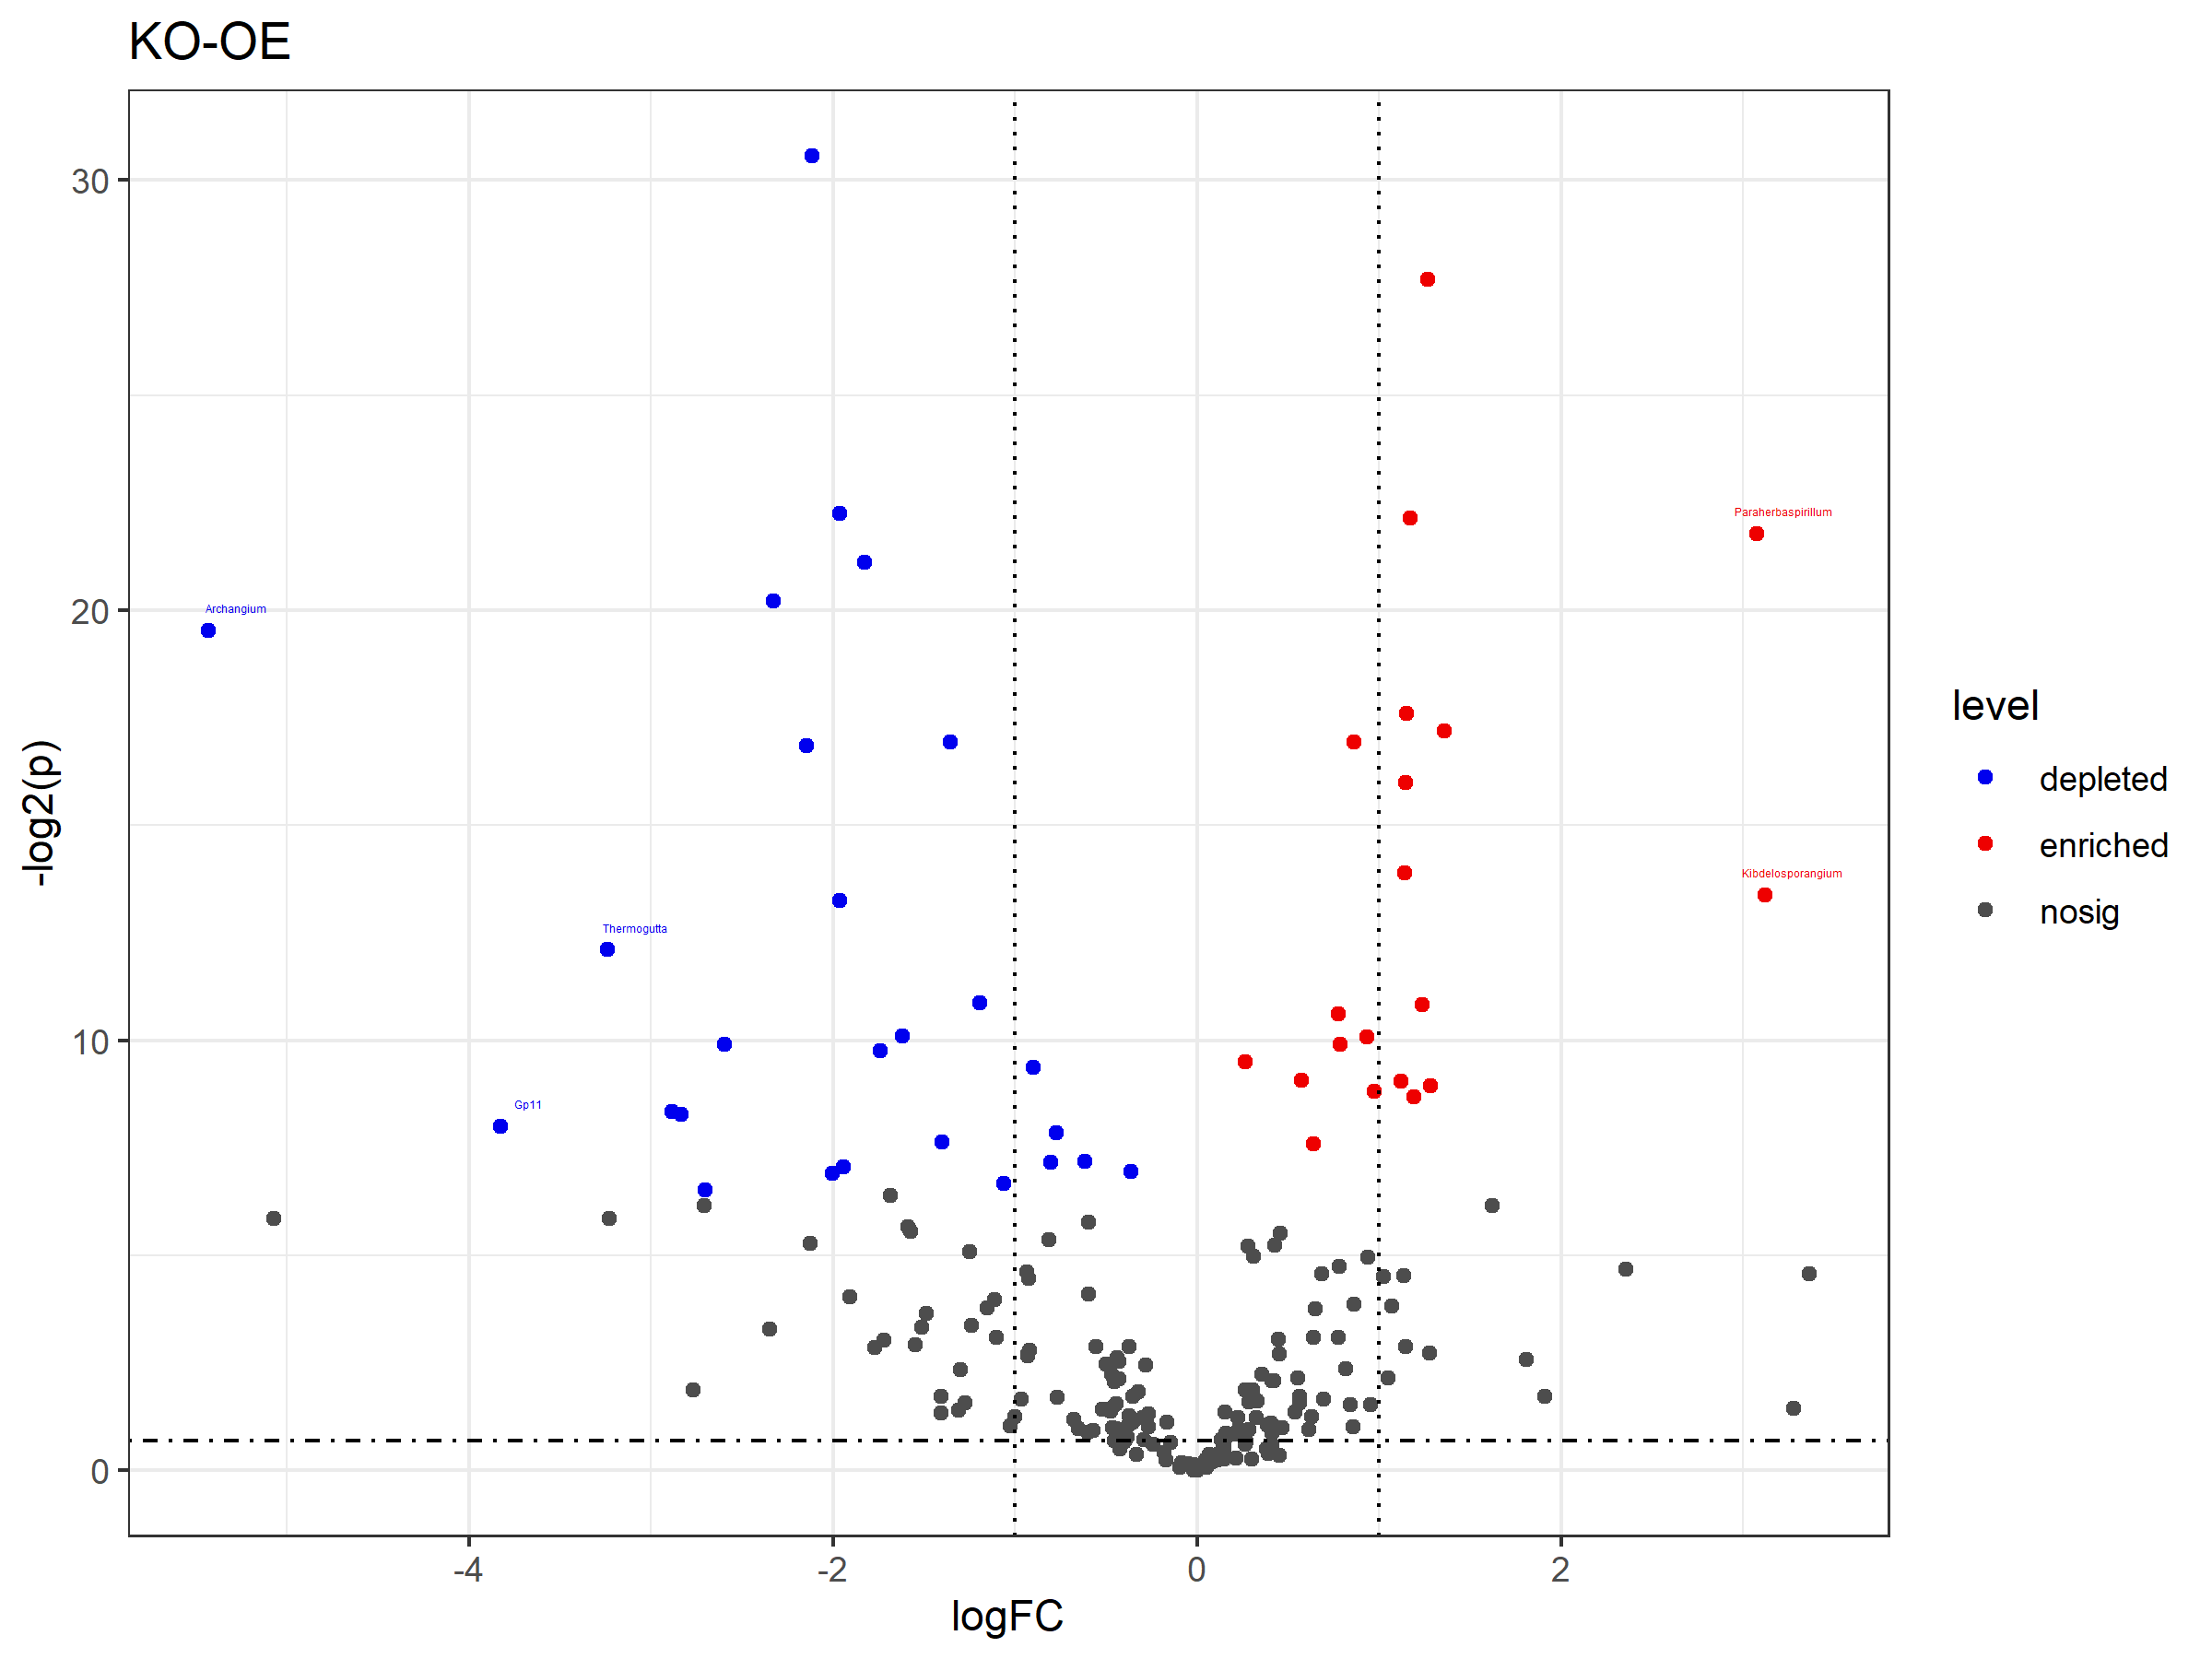 KO-OE
30
20
10
0
-log2(p)
Paraherbaspirillum
Archangium
Kibdelosporangium
Thermogutta
Gp11
-4
-2
0
2
logFC
level
depleted
enriched
nosig